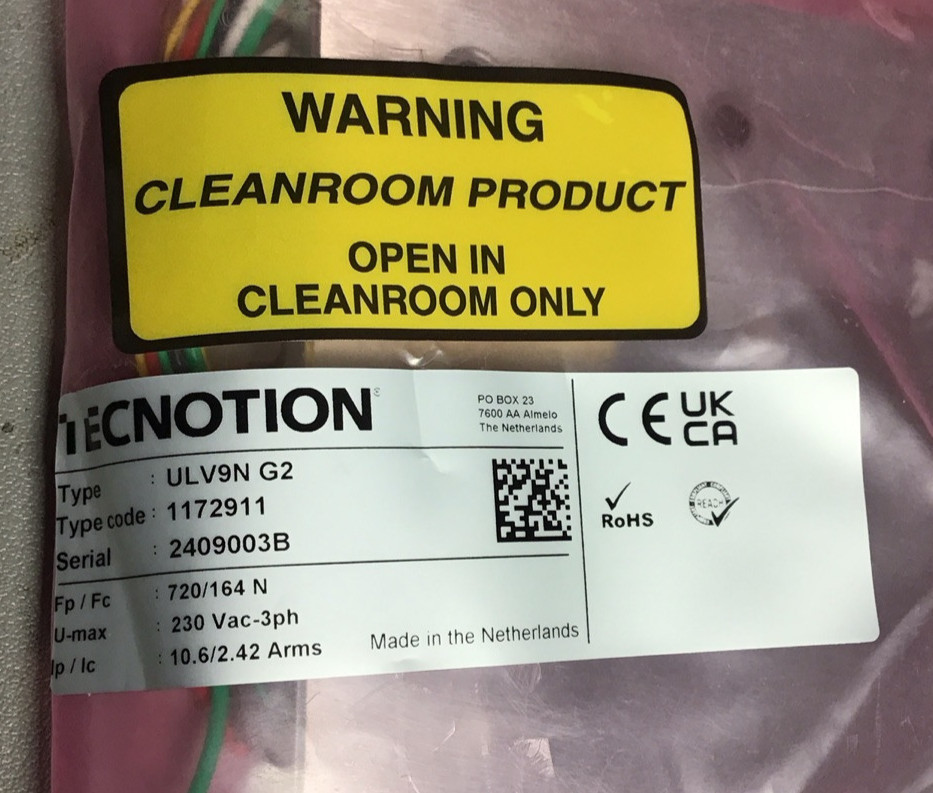 WARNING
CLEANROOM PRODUCT
OPEN IN
CLEANROOM ONLY
TECNOTION®
PO BOX 23
7600 AA Almelo
The Netherlands
CE UK
CA
Type : ULV9N G2
Type code : 1172911
Serial : 2409003B
RoHS
REACH
Fp / Fc : 720/164 N
U-max : 230 Vac-3ph
Ip / Ic : 10.6/2.42 Arms
Made in the Netherlands